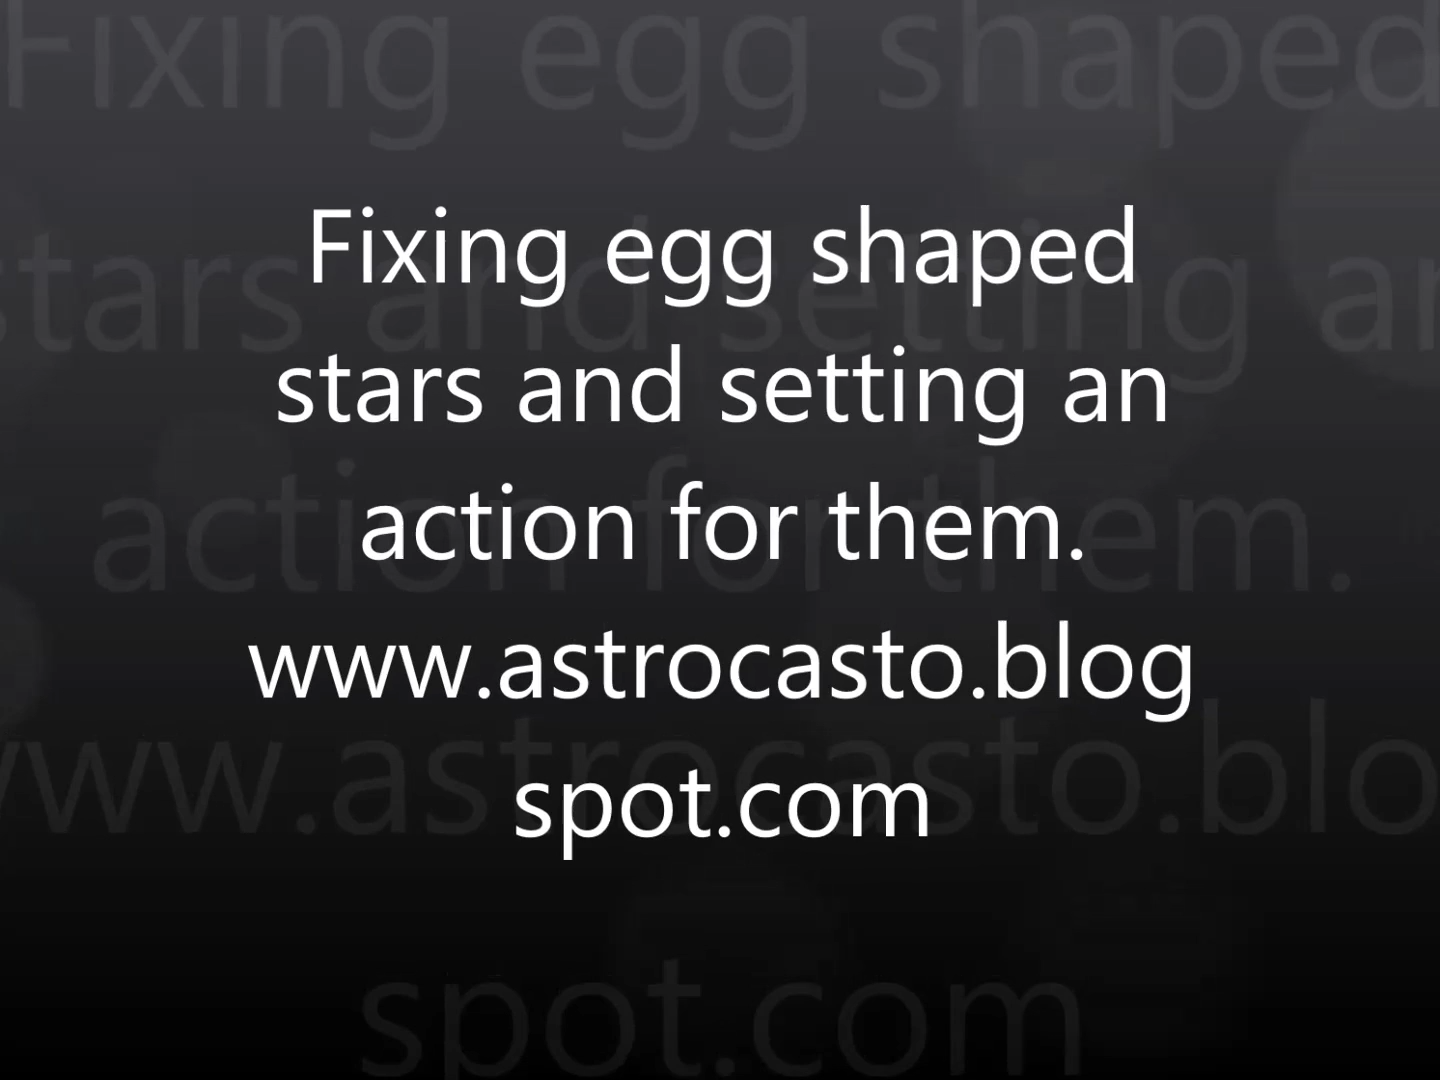 Fixing egg shaped
stars and setting an
action for them.
www.astrocasto.blog
spot.com